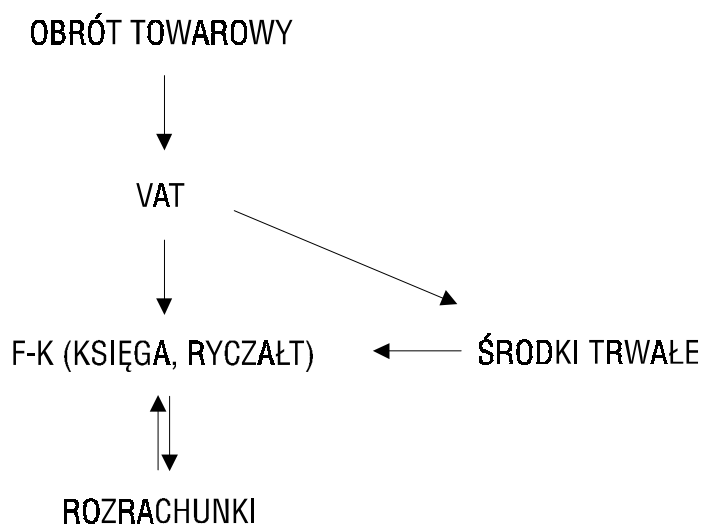 OBRÓT TOWAROWY
VAT
F-K (KSIĘGA, RYCZAŁT)
ŚRODKI TRWAŁE
ROZRACHUNKI